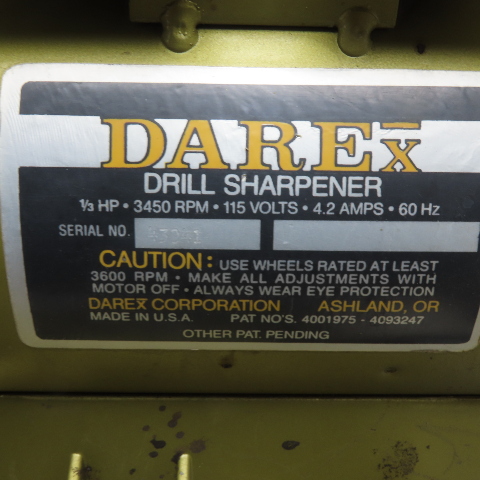 DAREX
DRILL SHARPENER
1/3 HP • 3450 RPM • 115 VOLTS • 4.2 AMPS • 60 Hz
SERIAL NO.
CAUTION: USE WHEELS RATED AT LEAST
3600 RPM • MAKE ALL ADJUSTMENTS WITH
MOTOR OFF • ALWAYS WEAR EYE PROTECTION
DAREX CORPORATION ASHLAND, OR
MADE IN U.S.A. PAT NO'S. 4001975 - 4093247
OTHER PAT. PENDING